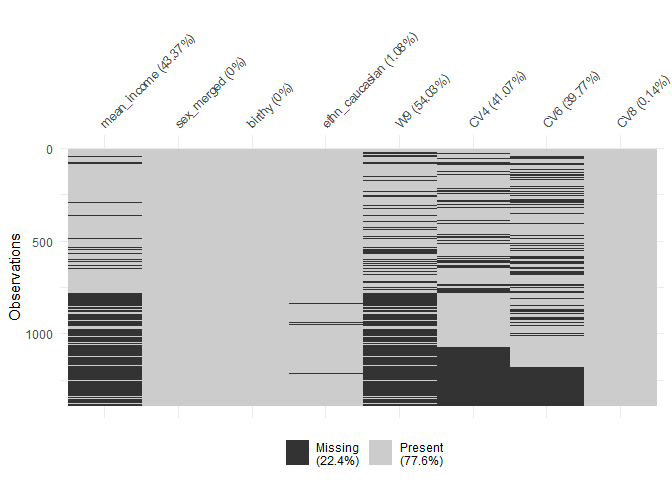 mean_income (43.37%)
sex_merged (0%)
birthy (0%)
ethn_caucasian (1.08%)
W9 (54.03%)
CV4 (41.07%)
CV6 (39.77%)
CV8 (0.14%)
Observations
0
500
1000
Missing
(22.4%)
Present
(77.6%)